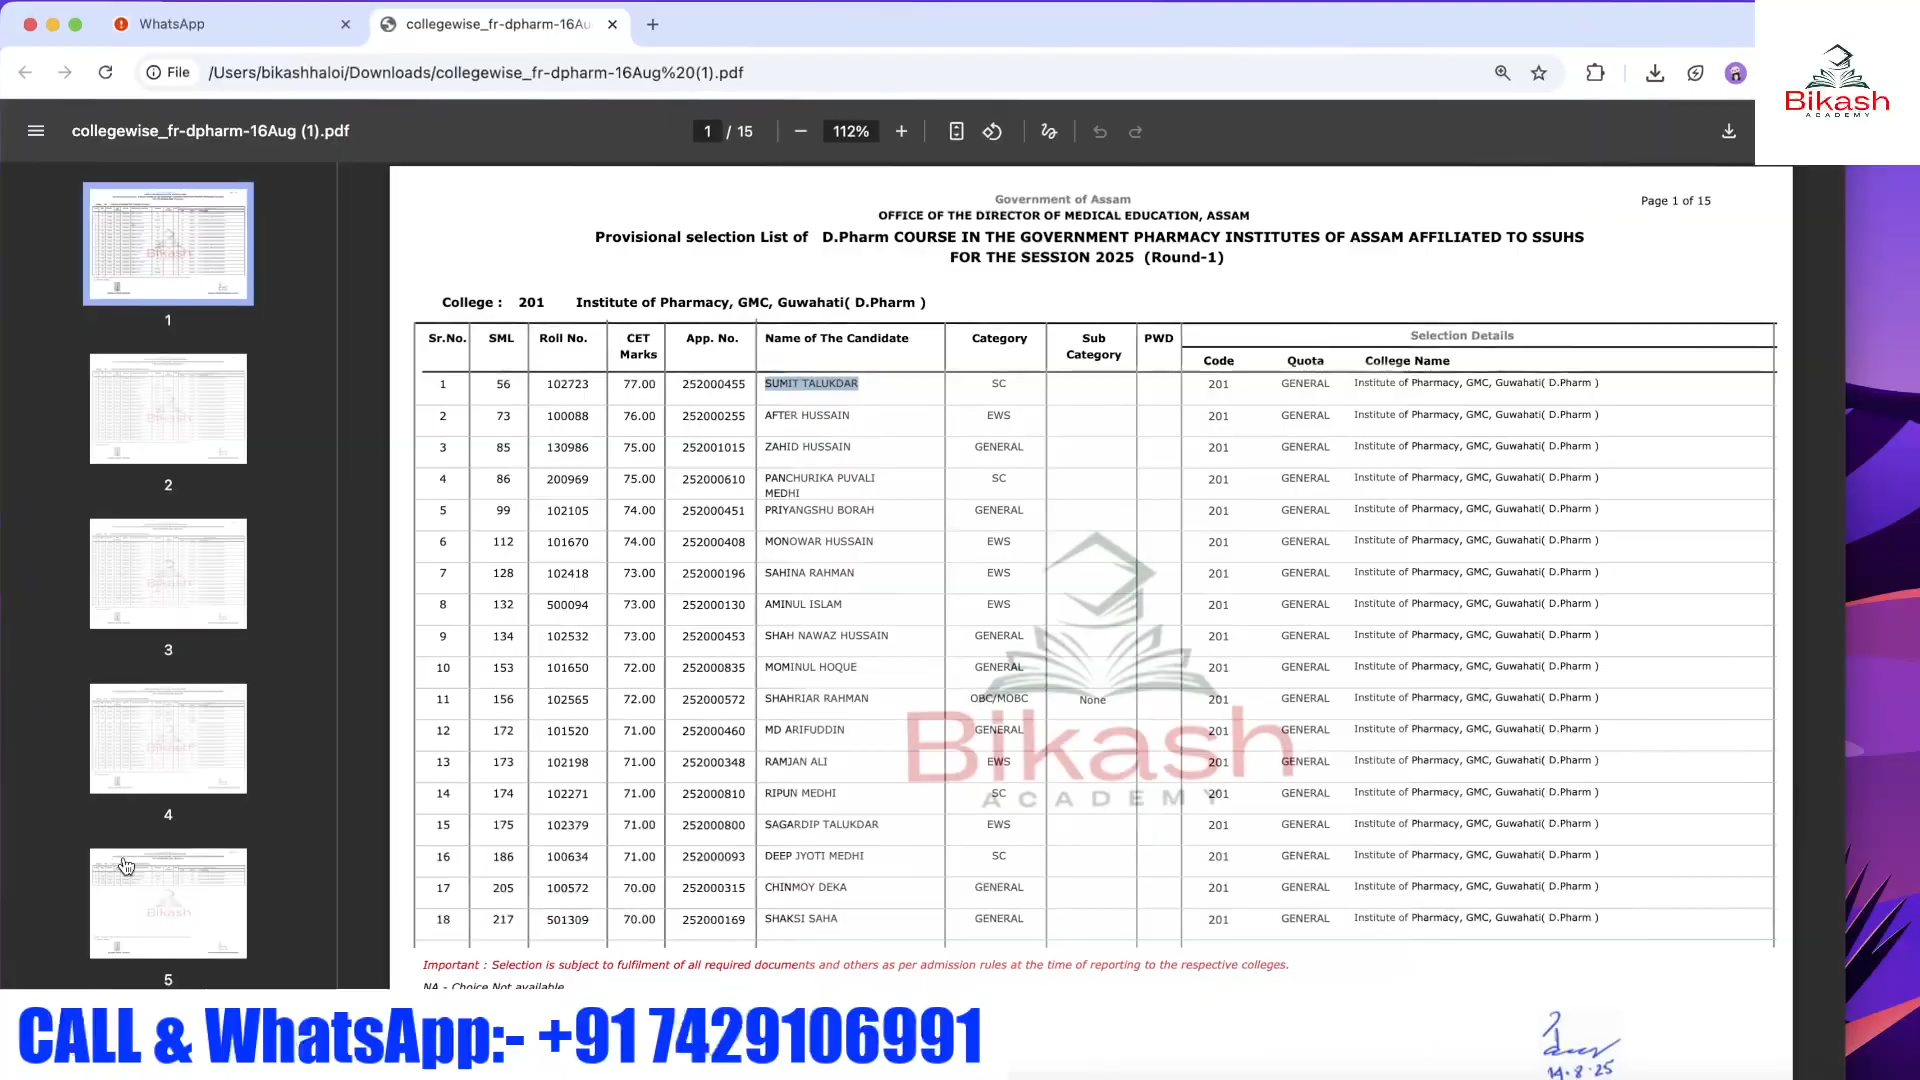 WhatsApp
collegewise_fr-dpharm-16Au
File
/Users/bikashhaloi/Downloads/collegewise_fr-dpharm-16Aug%20(1).pdf
Bikash
ACADEMY
collegewise_fr-dpharm-16Aug (1).pdf
1 / 15
112%
Government of Assam
Page 1 of 15
OFFICE OF THE DIRECTOR OF MEDICAL EDUCATION, ASSAM
Provisional selection List of D.Pharm COURSE IN THE GOVERNMENT PHARMACY INSTITUTES OF ASSAM AFFILIATED TO SSUHS
FOR THE SESSION 2025 (Round-1)
College : 201 Institute of Pharmacy, GMC, Guwahati( D.Pharm )
Sr.No. SML Roll No. CET Marks App. No. Name of The Candidate Category Sub Category PWD Selection Details
Code Quota College Name
1 56 102723 77.00 252000455 SUMIT TALUKDAR SC 201 GENERAL Institute of Pharmacy, GMC, Guwahati( D.Pharm )
2 73 100088 76.00 252000255 AFTER HUSSAIN EWS 201 GENERAL Institute of Pharmacy, GMC, Guwahati( D.Pharm )
3 85 130986 75.00 252001015 ZAHID HUSSAIN GENERAL 201 GENERAL Institute of Pharmacy, GMC, Guwahati( D.Pharm )
4 86 200969 75.00 252000610 PANCHURIKA PUVALI MEDHI SC 201 GENERAL Institute of Pharmacy, GMC, Guwahati( D.Pharm )
5 99 102105 74.00 252000451 PRIYANGSHU BORAH GENERAL 201 GENERAL Institute of Pharmacy, GMC, Guwahati( D.Pharm )
6 112 101670 74.00 252000408 MONOWAR HUSSAIN EWS 201 GENERAL Institute of Pharmacy, GMC, Guwahati( D.Pharm )
7 128 102418 73.00 252000196 SAHINA RAHMAN EWS 201 GENERAL Institute of Pharmacy, GMC, Guwahati( D.Pharm )
8 132 500094 73.00 252000130 AMINUL ISLAM EWS 201 GENERAL Institute of Pharmacy, GMC, Guwahati( D.Pharm )
9 134 102532 73.00 252000453 SHAH NAWAZ HUSSAIN GENERAL 201 GENERAL Institute of Pharmacy, GMC, Guwahati( D.Pharm )
10 153 101650 72.00 252000835 MOMINUL HOQUE GENERAL 201 GENERAL Institute of Pharmacy, GMC, Guwahati( D.Pharm )
11 156 102565 72.00 252000572 SHAHRIAR RAHMAN OBC/MOBC None 201 GENERAL Institute of Pharmacy, GMC, Guwahati( D.Pharm )
12 172 101520 71.00 252000460 MD ARIFUDDIN GENERAL 201 GENERAL Institute of Pharmacy, GMC, Guwahati( D.Pharm )
13 173 102198 71.00 252000348 RAMJAN ALI EWS 201 GENERAL Institute of Pharmacy, GMC, Guwahati( D.Pharm )
14 174 102271 71.00 252000810 RIPUN MEDHI SC 201 GENERAL Institute of Pharmacy, GMC, Guwahati( D.Pharm )
15 175 102379 71.00 252000800 SAGARDIP TALUKDAR EWS 201 GENERAL Institute of Pharmacy, GMC, Guwahati( D.Pharm )
16 186 100634 71.00 252000093 DEEP JYOTI MEDHI SC 201 GENERAL Institute of Pharmacy, GMC, Guwahati( D.Pharm )
17 205 100572 70.00 252000315 CHINMOY DEKA GENERAL 201 GENERAL Institute of Pharmacy, GMC, Guwahati( D.Pharm )
18 217 501309 70.00 252000169 SHAKSI SAHA GENERAL 201 GENERAL Institute of Pharmacy, GMC, Guwahati( D.Pharm )
Bikash
ACADEMY
Important : Selection is subject to fulfilment of all required documents and others as per admission rules at the time of reporting to the respective colleges.
NA - Choice Not available
1
2
3
4
5
CALL & WhatsApp:- +91 7429106991
14.8.25